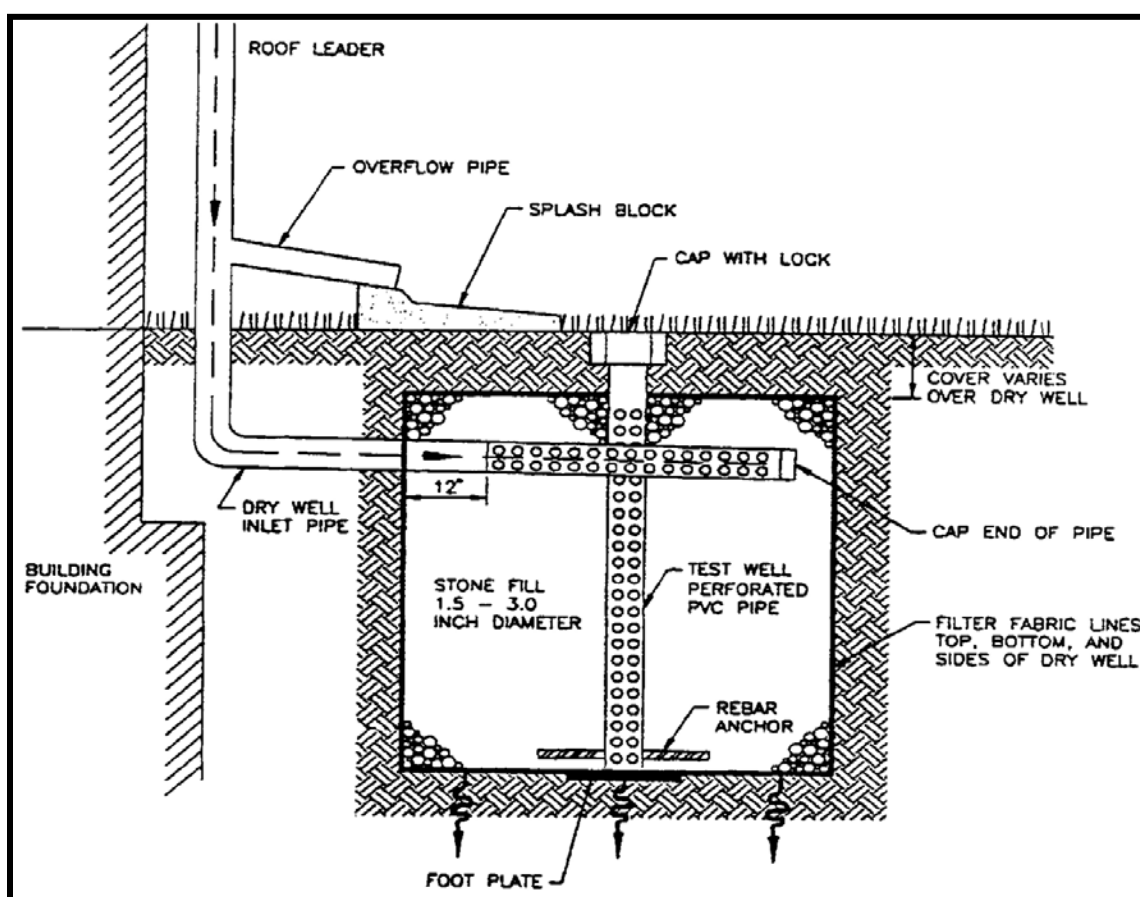 ROOF LEADER
OVERFLOW PIPE
SPLASH BLOCK
CAP WITH LOCK
COVER VARIES
OVER DRY WELL
12"
DRY WELL
INLET PIPE
CAP END OF PIPE
BUILDING
FOUNDATION
STONE FILL
1.5 - 3.0
INCH DIAMETER
TEST WELL
PERFORATED
PVC PIPE
FILTER FABRIC LINES
TOP, BOTTOM, AND
SIDES OF DRY WELL
REBAR
ANCHOR
FOOT PLATE